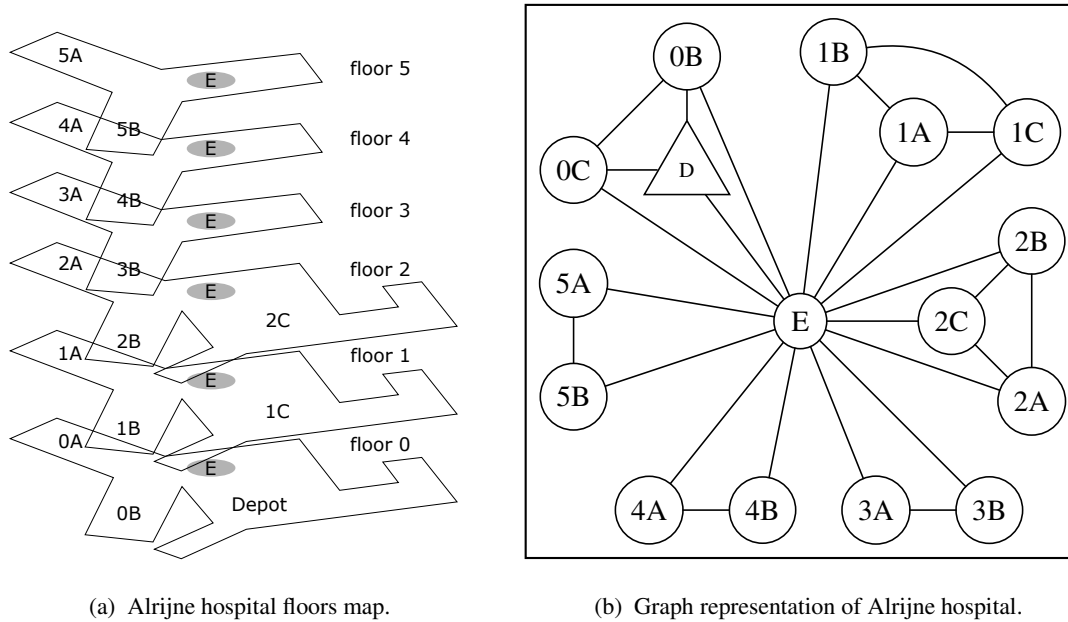 5A
E
floor 5
4A
5B
E
floor 4
3A
4B
E
floor 3
2A
3B
E
floor 2
2B
2C
1A
E
floor 1
1B
1C
0A
E
floor 0
0B
Depot
(a) Alrijne hospital floors map.
0B
1B
1A
1C
0C
D
2B
5A
E
2C
5B
2A
4A
4B
3A
3B
(b) Graph representation of Alrijne hospital.